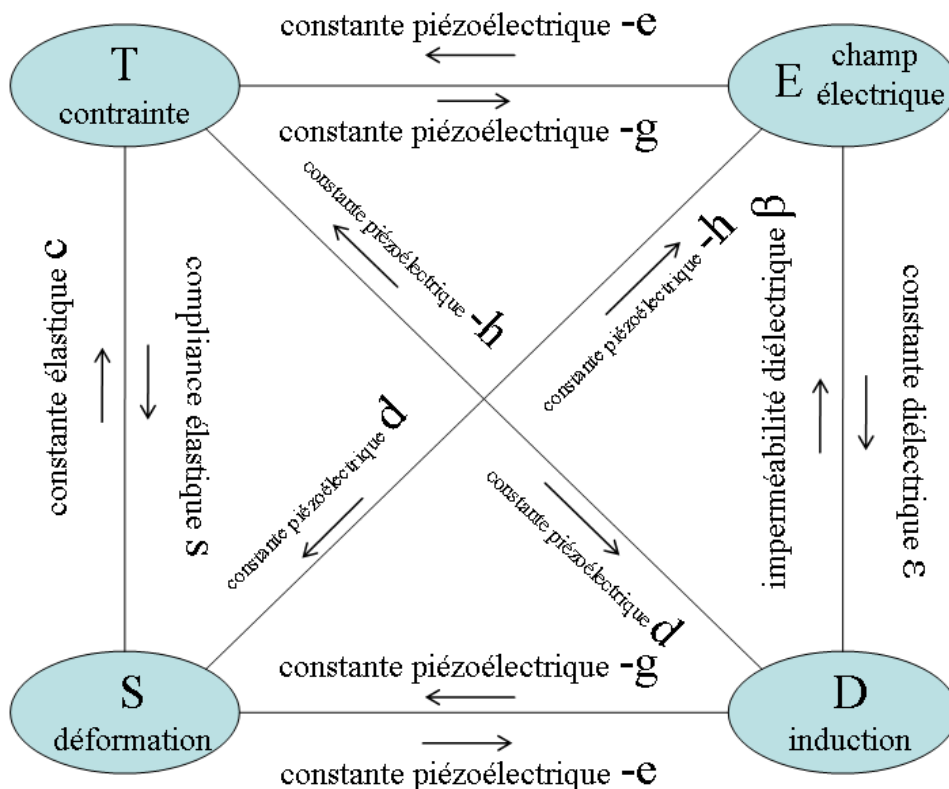 constante piézoélectrique -e
T
contrainte
E champ
électrique
constante piézoélectrique -g
constante élastique c
compliance élastique s
constante piézoélectrique -h
constante piézoélectrique -h
imperméabilité diélectrique β
constante diélectrique ε
constante piézoélectrique d
constante piézoélectrique d
S
déformation
constante piézoélectrique -g
D
induction
constante piézoélectrique -e